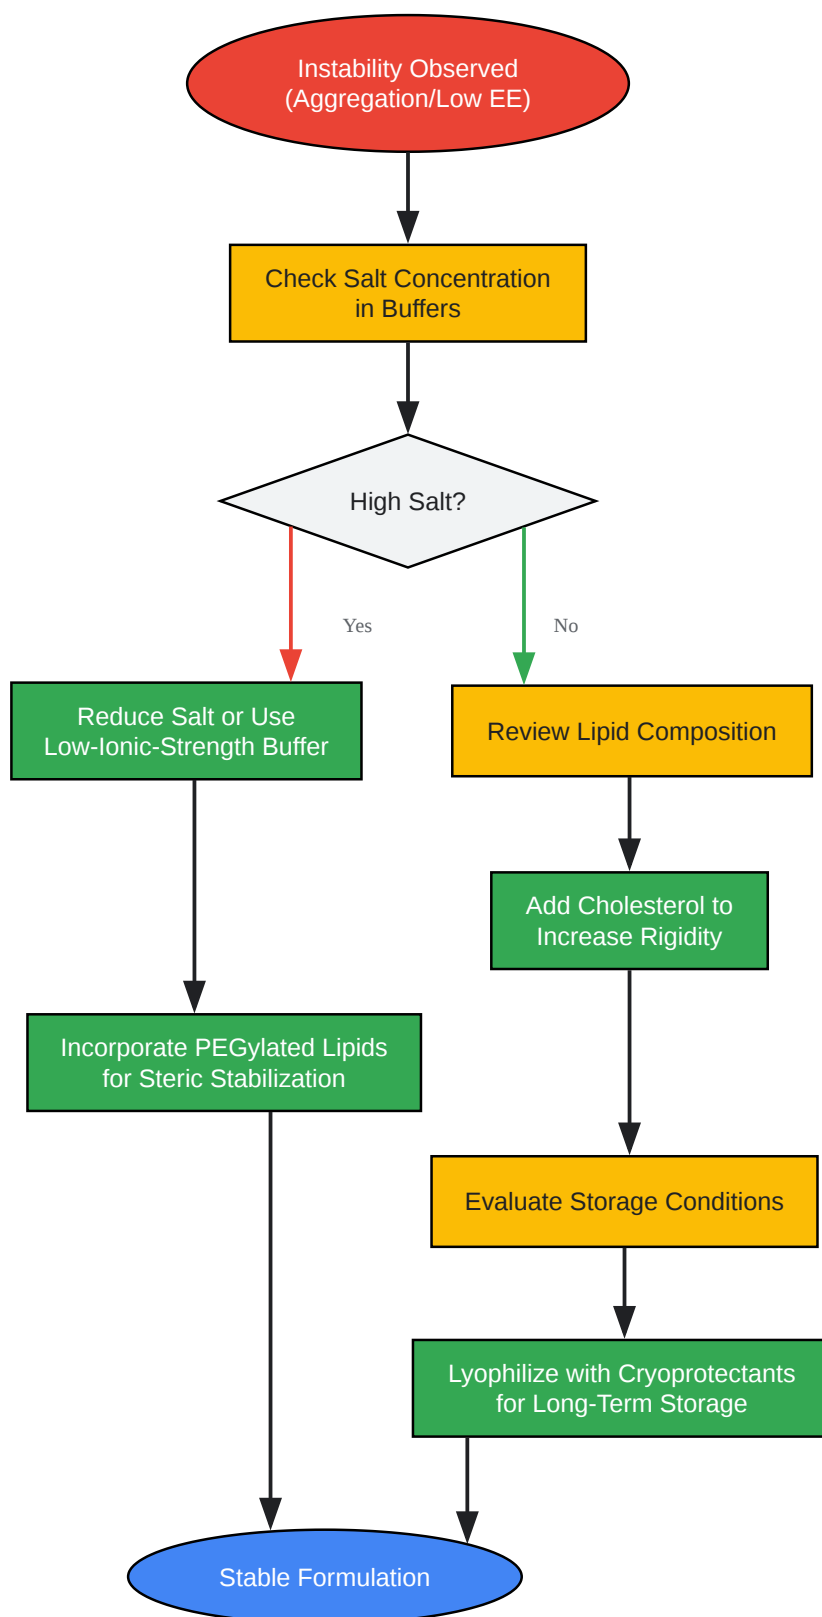 Instability Observed
(Aggregation/Low EE)
Check Salt Concentration
in Buffers
High Salt?
Yes
No
Reduce Salt or Use
Low-Ionic-Strength Buffer
Review Lipid Composition
Add Cholesterol to
Increase Rigidity
Incorporate PEGylated Lipids
for Steric Stabilization
Evaluate Storage Conditions
Lyophilize with Cryoprotectants
for Long-Term Storage
Stable Formulation